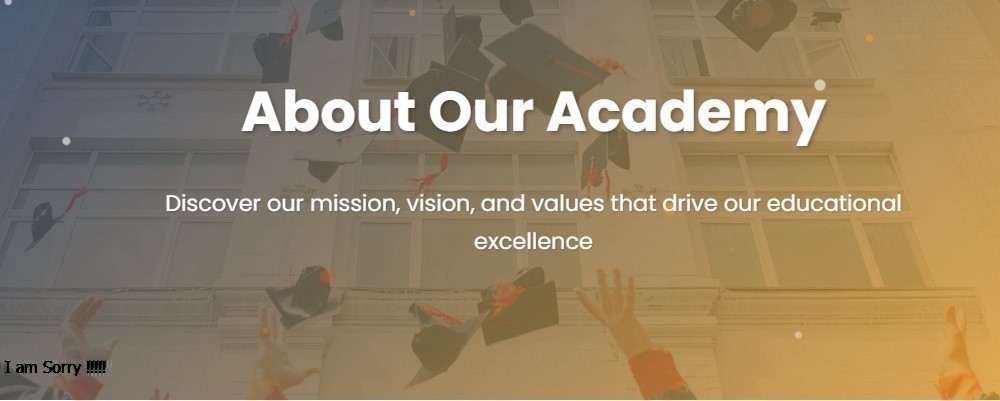 About Our Academy
Discover our mission, vision, and values that drive our educational
excellence
I am Sorry !!!!!